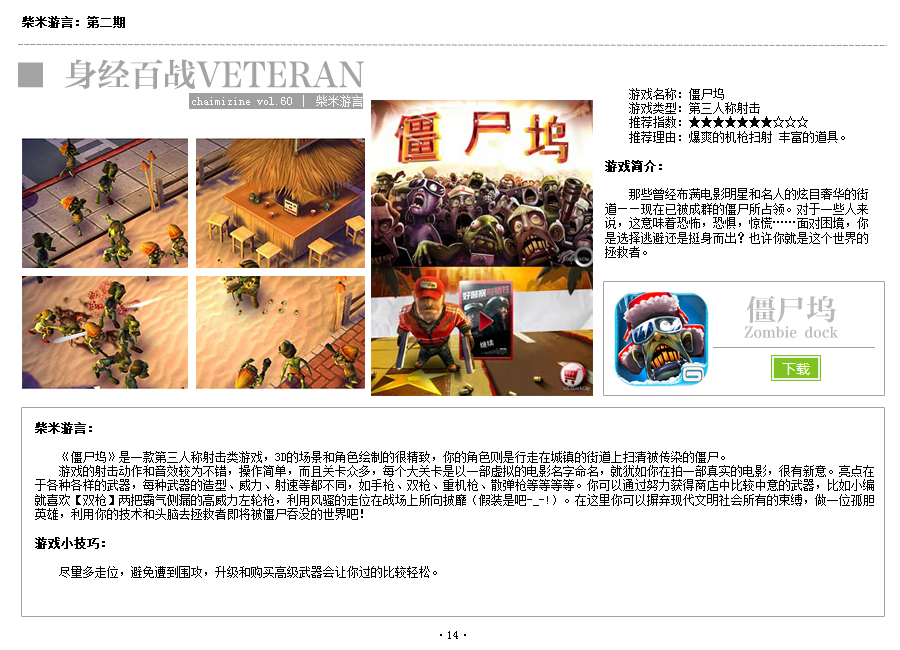 柴米游言：第二期
身经百战VETERAN
chaimizine vol.60 | 柴米游言
僵尸坞
好警察
继续
游戏名称：僵尸坞
游戏类型：第三人称射击
推荐指数：★★★★★★★☆☆☆
推荐理由：爆爽的机枪扫射 丰富的道具。
游戏简介：
那些曾经布满电影明星和名人的炫目奢华的街
道——现在已被成群的僵尸所占领。对于一些人来
说，这意味着恐怖，恐惧，惊慌……面对困境，你
是选择逃避还是挺身而出？也许你就是这个世界的
拯救者。
僵尸坞
Zombie dock
下载
柴米游言：
《僵尸坞》是一款第三人称射击类游戏，3D的场景和角色绘制的很精致，你的角色则是行走在城镇的街道上扫清被传染的僵尸。
游戏的射击动作和音效较为不错，操作简单，而且关卡众多，每个大关卡是以一部虚拟的电影名字命名，就犹如你在拍一部真实的电影，很有新意。亮点在
于各种各样的武器，每种武器的造型、威力、射速等都不同，如手枪、双枪、重机枪、散弹枪等等等等。你可以通过努力获得商店中比较中意的武器，比如小编
就喜欢【双枪】两把霸气侧漏的高威力左轮枪，利用风骚的走位在战场上所向披靡（假装是吧-_-!）。在这里你可以摒弃现代文明社会所有的束缚，做一位孤胆
英雄，利用你的技术和头脑去拯救者即将被僵尸吞没的世界吧！
游戏小技巧：
尽量多走位，避免遭到围攻，升级和购买高级武器会让你过的比较轻松。
·14·